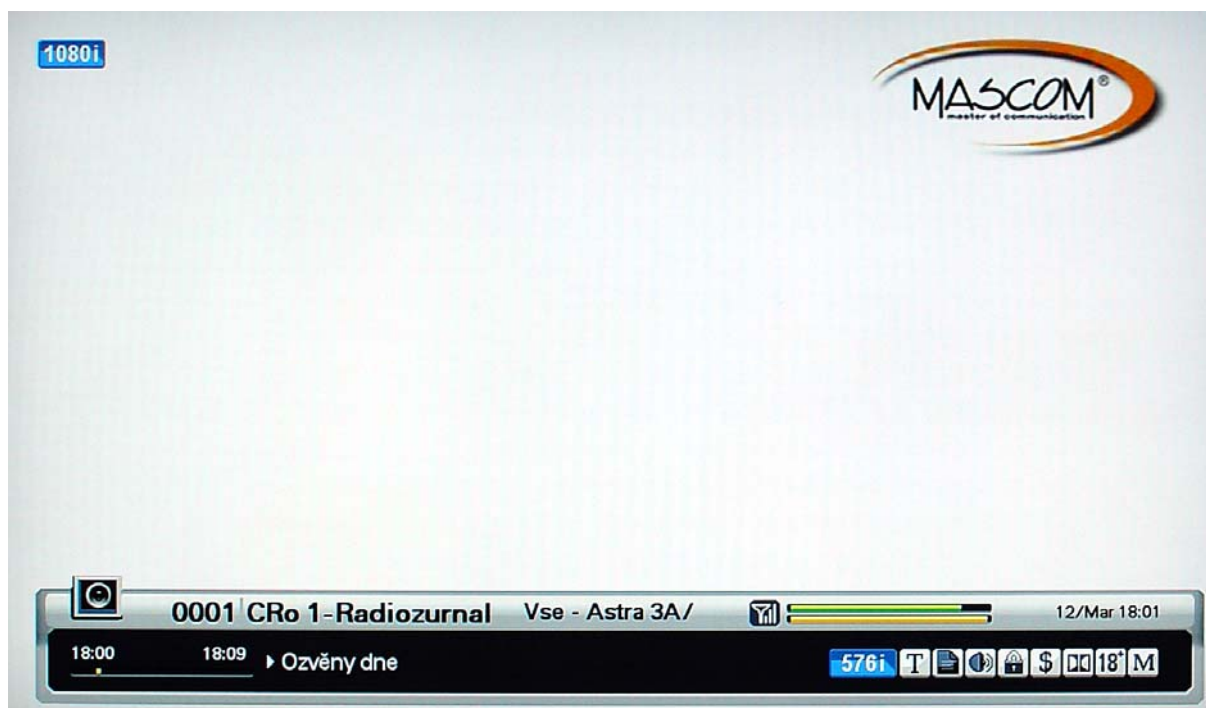 1080i
MASCOM®
master of communication
0001 CRo 1-Radiozurnal Vse - Astra 3A/ 12/Mar 18:01
18:00 18:09 Ozvěny dne 576i T $ 18+ M